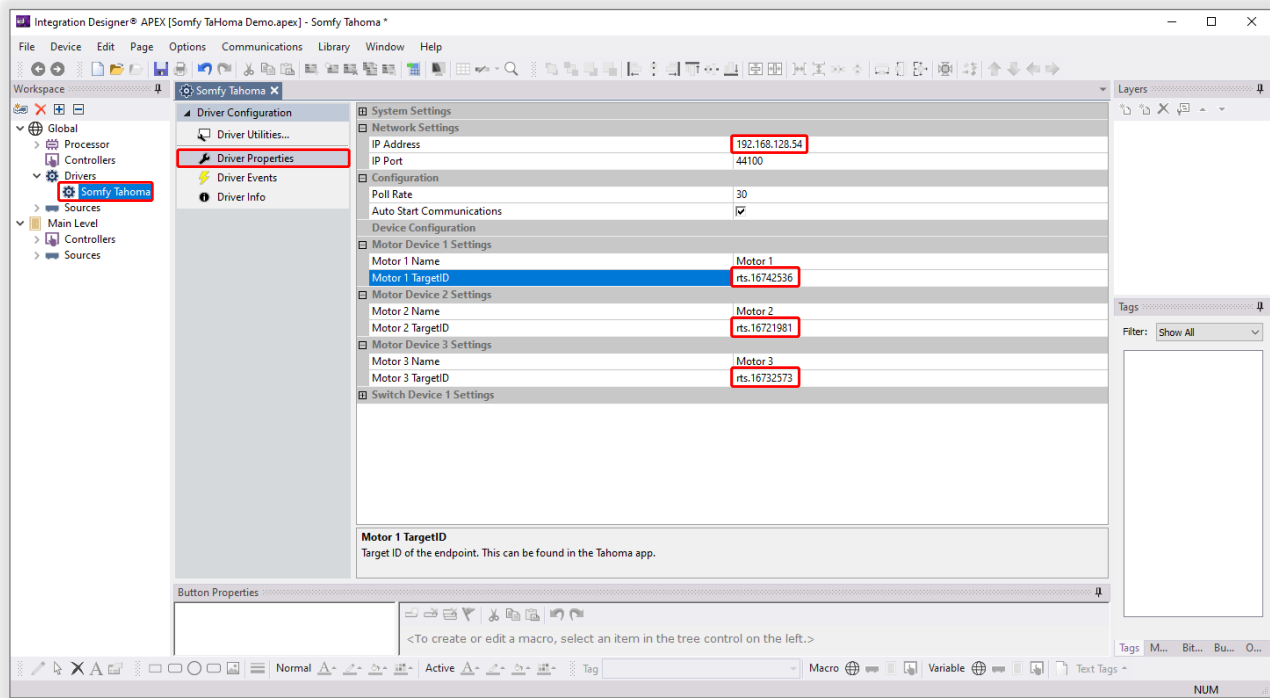 Integration Designer® APEX [Somfy TaHoma Demo.apex] - Somfy Tahoma *
File Device Edit Page Options Communications Library Window Help
Workspace
Global
Processor
Controllers
Drivers
Somfy Tahoma
Sources
Main Level
Controllers
Sources
Somfy Tahoma
Driver Configuration
Driver Utilities...
Driver Properties
Driver Events
Driver Info
System Settings
Network Settings
IP Address 192.168.128.54
IP Port 44100
Configuration
Poll Rate 30
Auto Start Communications
Device Configuration
Motor Device 1 Settings
Motor 1 Name Motor 1
Motor 1 TargetID rts.16742536
Motor Device 2 Settings
Motor 2 Name Motor 2
Motor 2 TargetID rts.16721981
Motor Device 3 Settings
Motor 3 Name Motor 3
Motor 3 TargetID rts.16732573
Switch Device 1 Settings
Motor 1 TargetID
Target ID of the endpoint. This can be found in the Tahoma app.
Layers
Tags
Filter: Show All
Tags M... Bit... Bu... O...
Button Properties
<To create or edit a macro, select an item in the tree control on the left.>
Normal Active Tag Macro Variable Text Tags
NUM